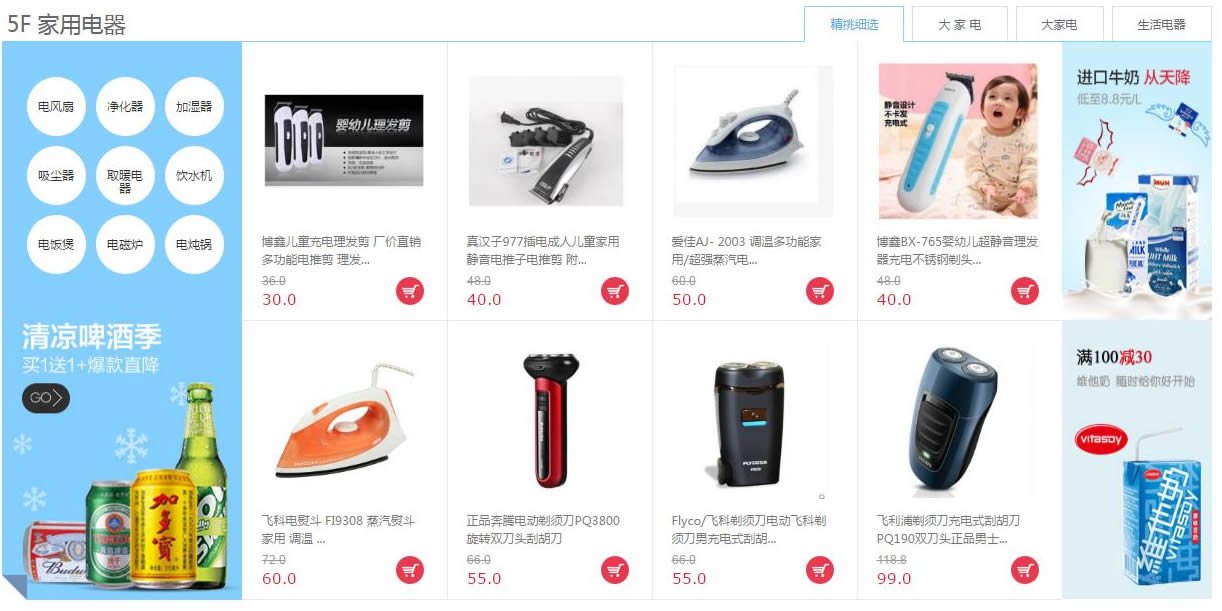 5F 家用电器
精挑细选
大 家 电
大家电
生活电器
电风扇
净化器
加湿器
吸尘器
取暖电
器
饮水机
电饭煲
电磁炉
电炖锅
清凉啤酒季
买1送1+爆款直降
GO
加多寶
婴幼儿理发剪
博鑫儿童充电理发剪 厂价直销
多功能电推剪 理发...
36.0
30.0
真汉子977插电成人儿童家用
静音电推子电推剪 附...
48.0
40.0
爱佳AJ- 2003 调温多功能家
用/超强蒸汽电...
60.0
50.0
静音设计
不卡发
充电式
博鑫BX-765婴幼儿超静音理发
器充电不锈钢剃头...
48.0
40.0
进口牛奶 从天降
低至8.8元/L
飞科电熨斗 FI9308 蒸汽熨斗
家用 调温 ...
72.0
60.0
正品奔腾电动剃须刀PQ3800
旋转双刀头刮胡刀
66.0
55.0
Flyco/飞科剃须刀电动飞科剃
须刀男充电式刮胡...
66.0
55.0
飞利浦剃须刀充电式刮胡刀
PQ190双刀头正品男士...
118.8
99.0
满100减30
维他奶 随时给你好开始
vitasoy
維他奶
VITASOY